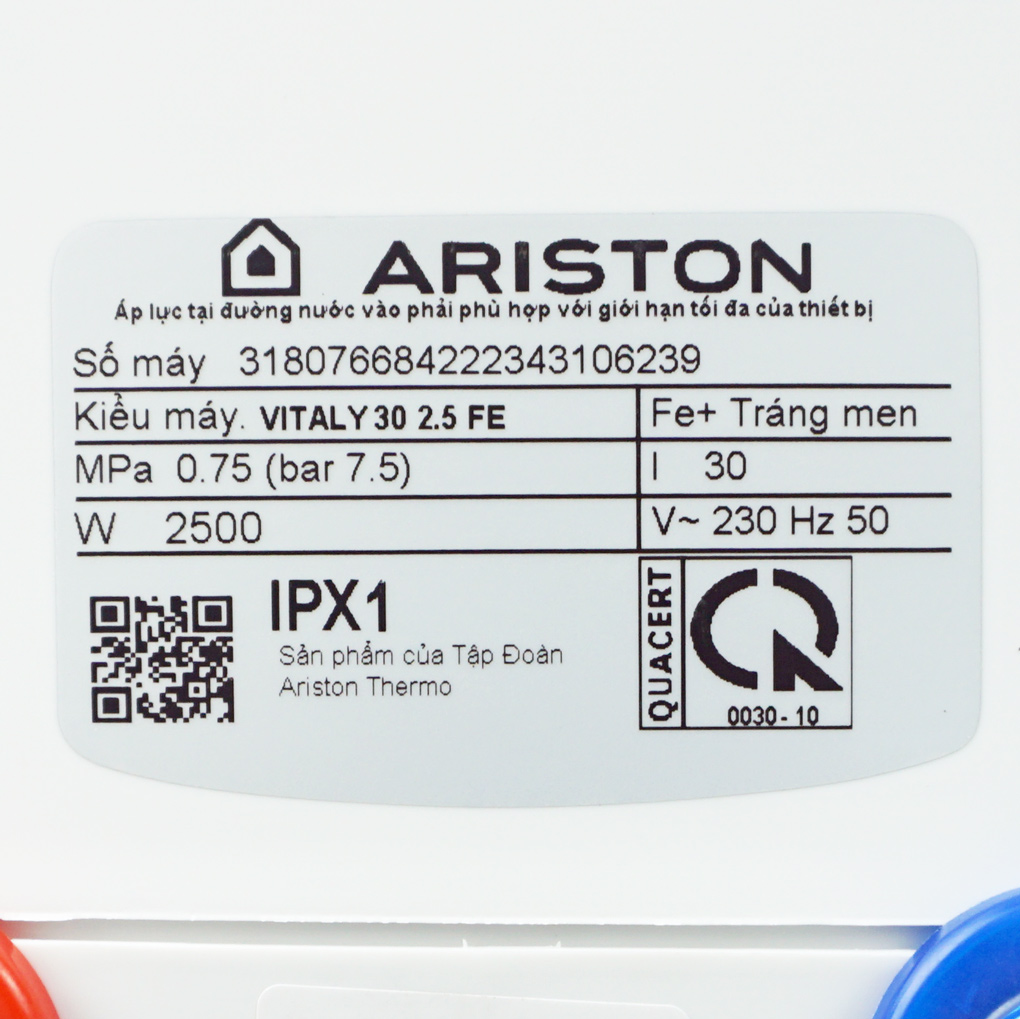 ARISTON
Áp lực tại đường nước vào phải phù hợp với giới hạn tối đa của thiết bị
Số máy 318076684222343106239
Kiểu máy. VITALY 30 2.5 FE Fe+ Tráng men
MPa 0.75 (bar 7.5) l 30
W 2500 V~ 230 Hz 50
IPX1
Sản phẩm của Tập Đoàn
Ariston Thermo
QUACERT
0030 - 10